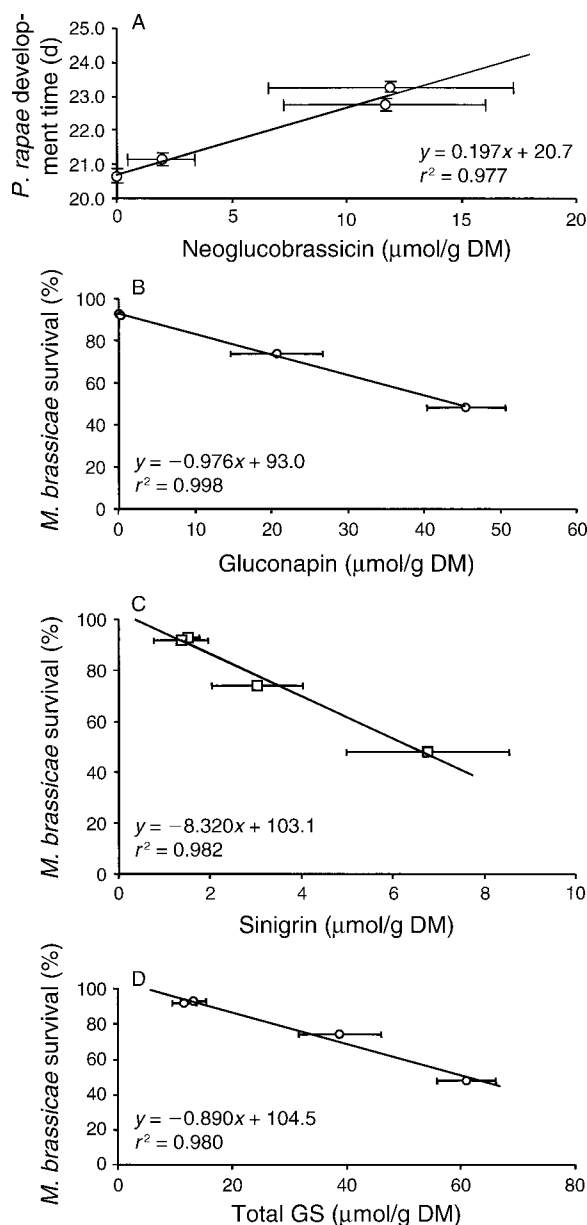 A
P. rapae develop-
ment time (d)
25.0
24.0
23.0
22.0
21.0
20.0
0
5
10
15
20
y = 0.197x + 20.7
r² = 0.977
Neoglucobrassicin (μmol/g DM)
B
M. brassicae survival (%)
100
80
60
40
20
0
0
10
20
30
40
50
60
y = −0.976x + 93.0
r² = 0.998
Gluconapin (μmol/g DM)
C
M. brassicae survival (%)
100
80
60
40
20
0
0
2
4
6
8
10
y = −8.320x + 103.1
r² = 0.982
Sinigrin (μmol/g DM)
D
M. brassicae survival (%)
100
80
60
40
20
0
0
20
40
60
80
y = −0.890x + 104.5
r² = 0.980
Total GS (μmol/g DM)